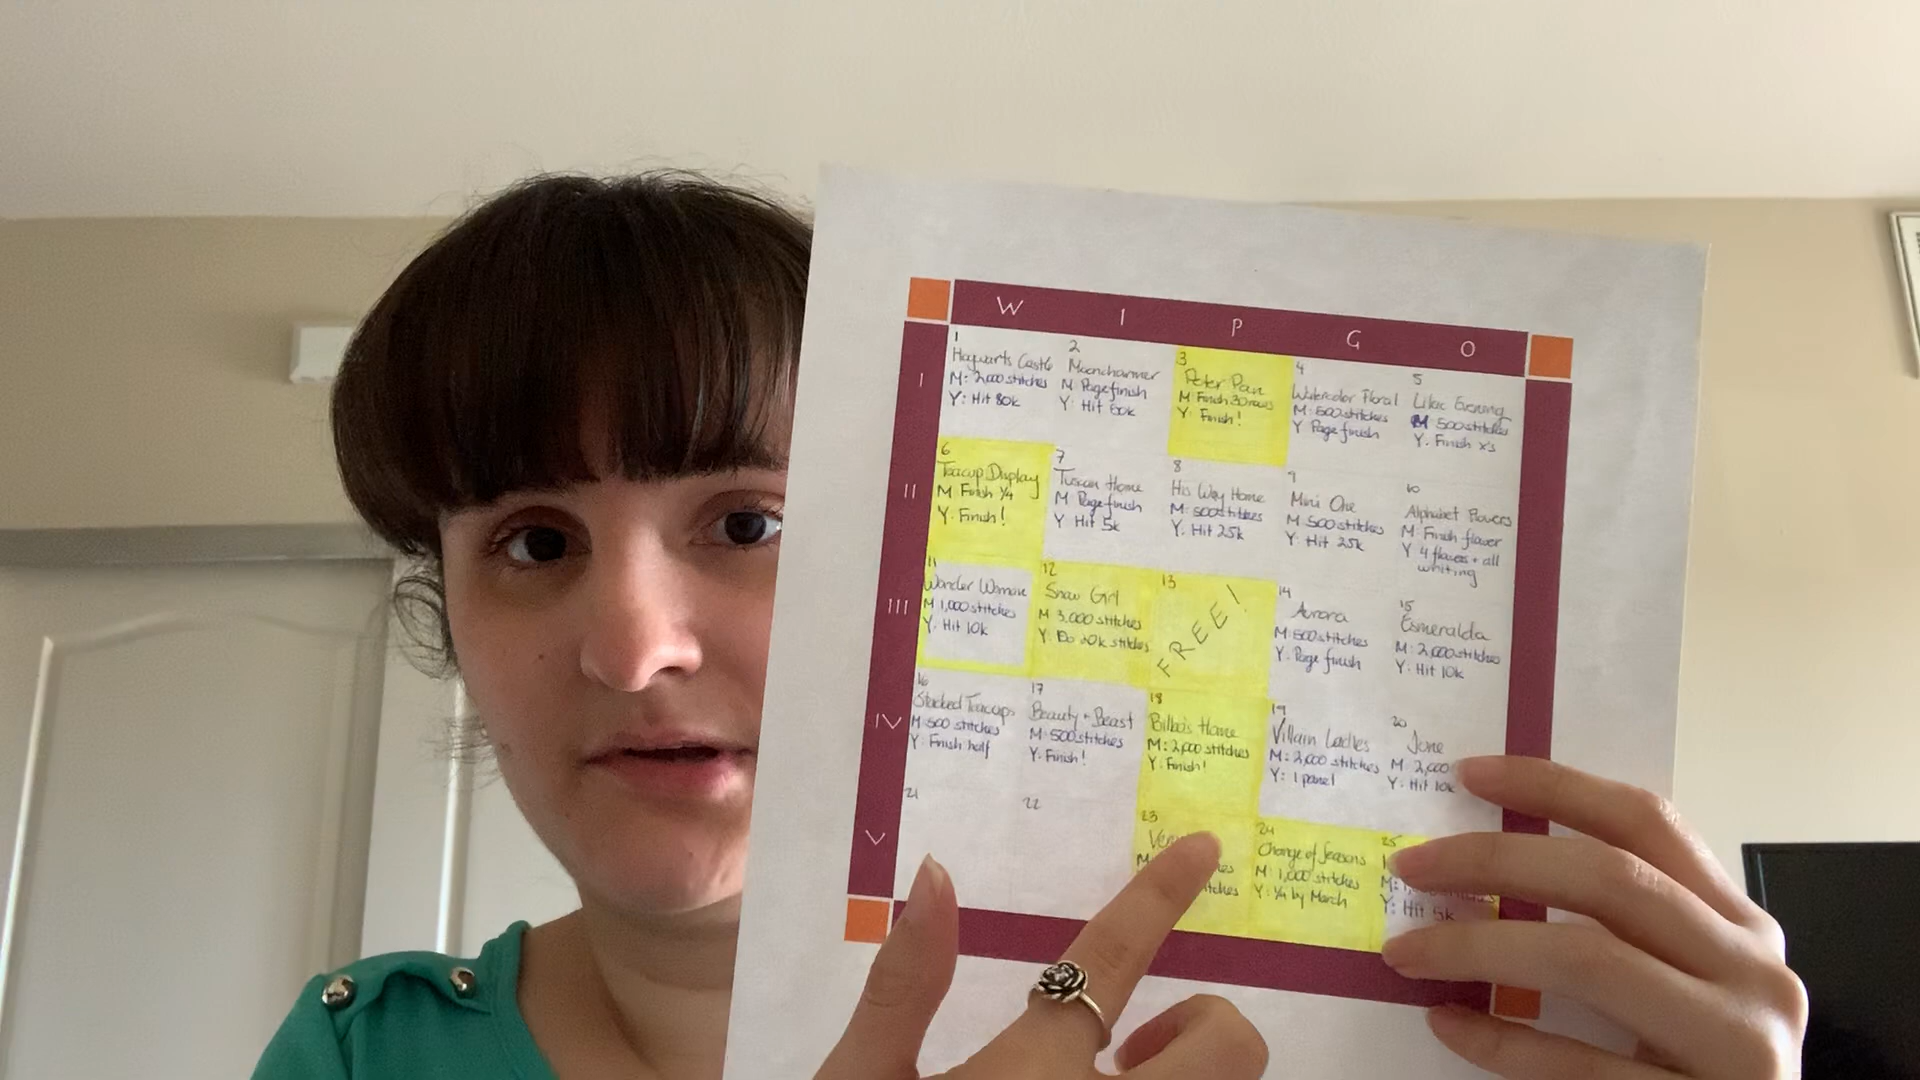 W I P G O
I
1
Hogwarts Castle
M: 2,000 stitches
Y: Hit 80k
2
Mooncharmer
M Page finish
Y: Hit 60k
3
Peter Pan
M Finish 30 rows
Y: Finish!
4
Watercolor Floral
M: 500 stitches
Y Page finish
5
Lilac Evening
M 500 stitches
Y. Finish x's
II
6
Teacup Display
M Finish 1/4
Y: Finish!
7
Tuscan Home
M Page finish
Y Hit 5k
8
His Way Home
M: 500 stitches
Y: Hit 25k
9
Mini One
M 500 stitches
Y: Hit 25k
10
Alphabet Flowers
M: Finish flower
Y 4 flowers + all
writing
III
11
Wonder Woman
M 1,000 stitches
Y: Hit 10k
12
Snow Girl
M 3,000 stitches
Y: Do 20k stitches
13
FREE!
14
Aurora
M: 500 stitches
Y: Page finish
15
Esmeralda
M: 2,000 stitches
Y: Hit 10k
IV
16
Stacked Teacups
M 500 stitches
Y: Finish half
17
Beauty + Beast
M: 500 stitches
Y: Finish!
18
Bilbo's Home
M: 2,000 stitches
Y: Finish!
19
Villain Ladies
M: 2,000 stitches
Y: 1 panel
20
Jane
M: 2,000
Y: Hit 10k
V
21
22
23
24
Change of Seasons
M: 1,000 stitches
Y: 1/4 by March
25
Y: Hit 5k